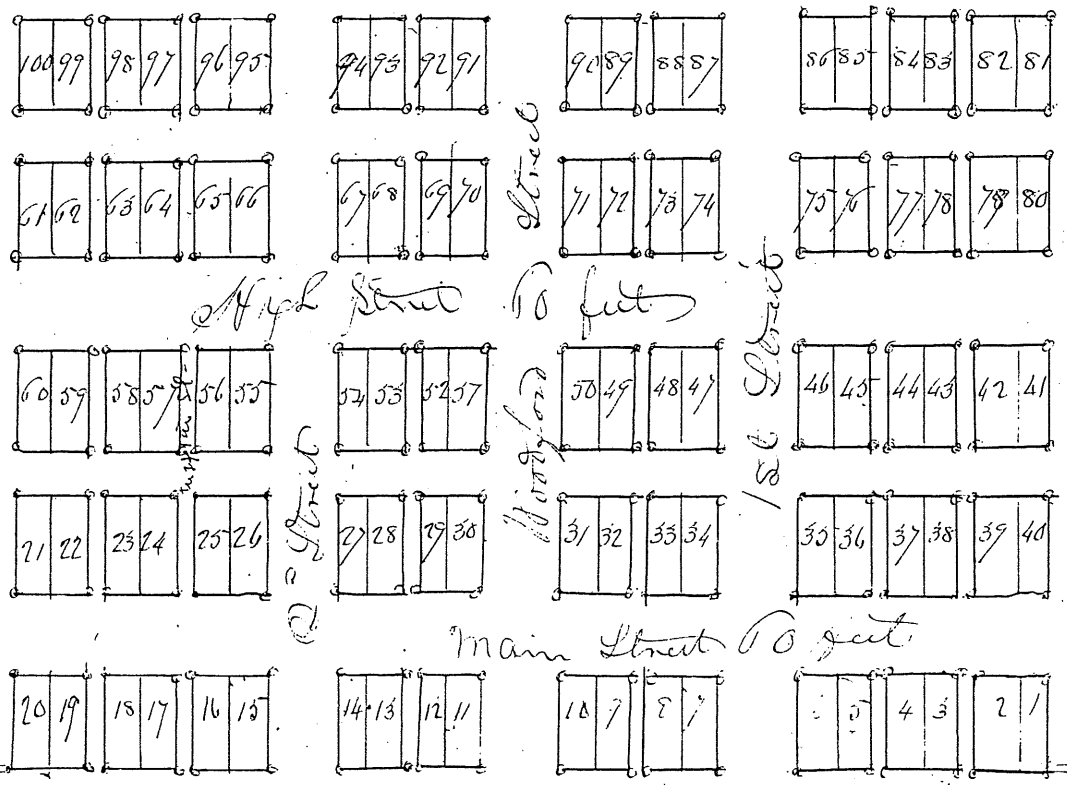 100 99 98 97 96 95 94 93 92 91 90 89 88 87 86 85 84 83 82 81
61 62 63 64 65 66 67 68 69 70 71 72 73 74 75 76 77 78 79 80
High Street 60 feet
60 59 58 57 56 55 54 53 52 51 50 49 48 47 46 45 44 43 42 41
21 22 23 24 25 26 27 28 29 30 31 32 33 34 35 36 37 38 39 40
Main Street 60 feet
20 19 18 17 16 15 14 13 12 11 10 9 8 7 5 4 3 2 1
Street
Woodford Street
1st Street